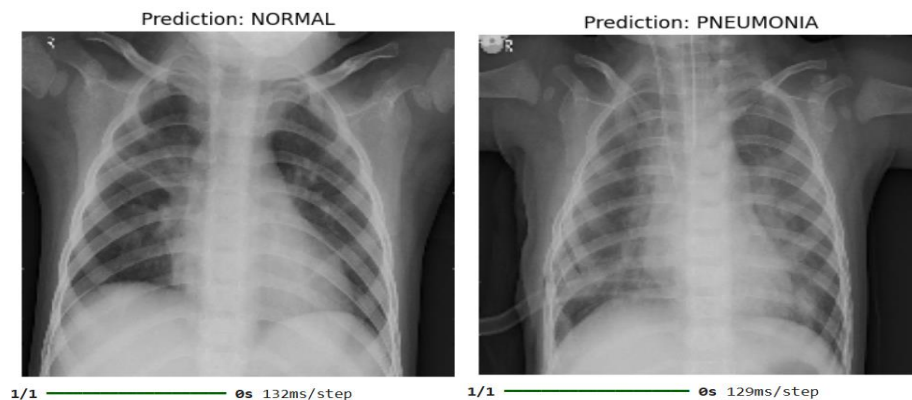 Prediction: NORMAL
R
1/1 0s 132ms/step
Prediction: PNEUMONIA
R
1/1 0s 129ms/step